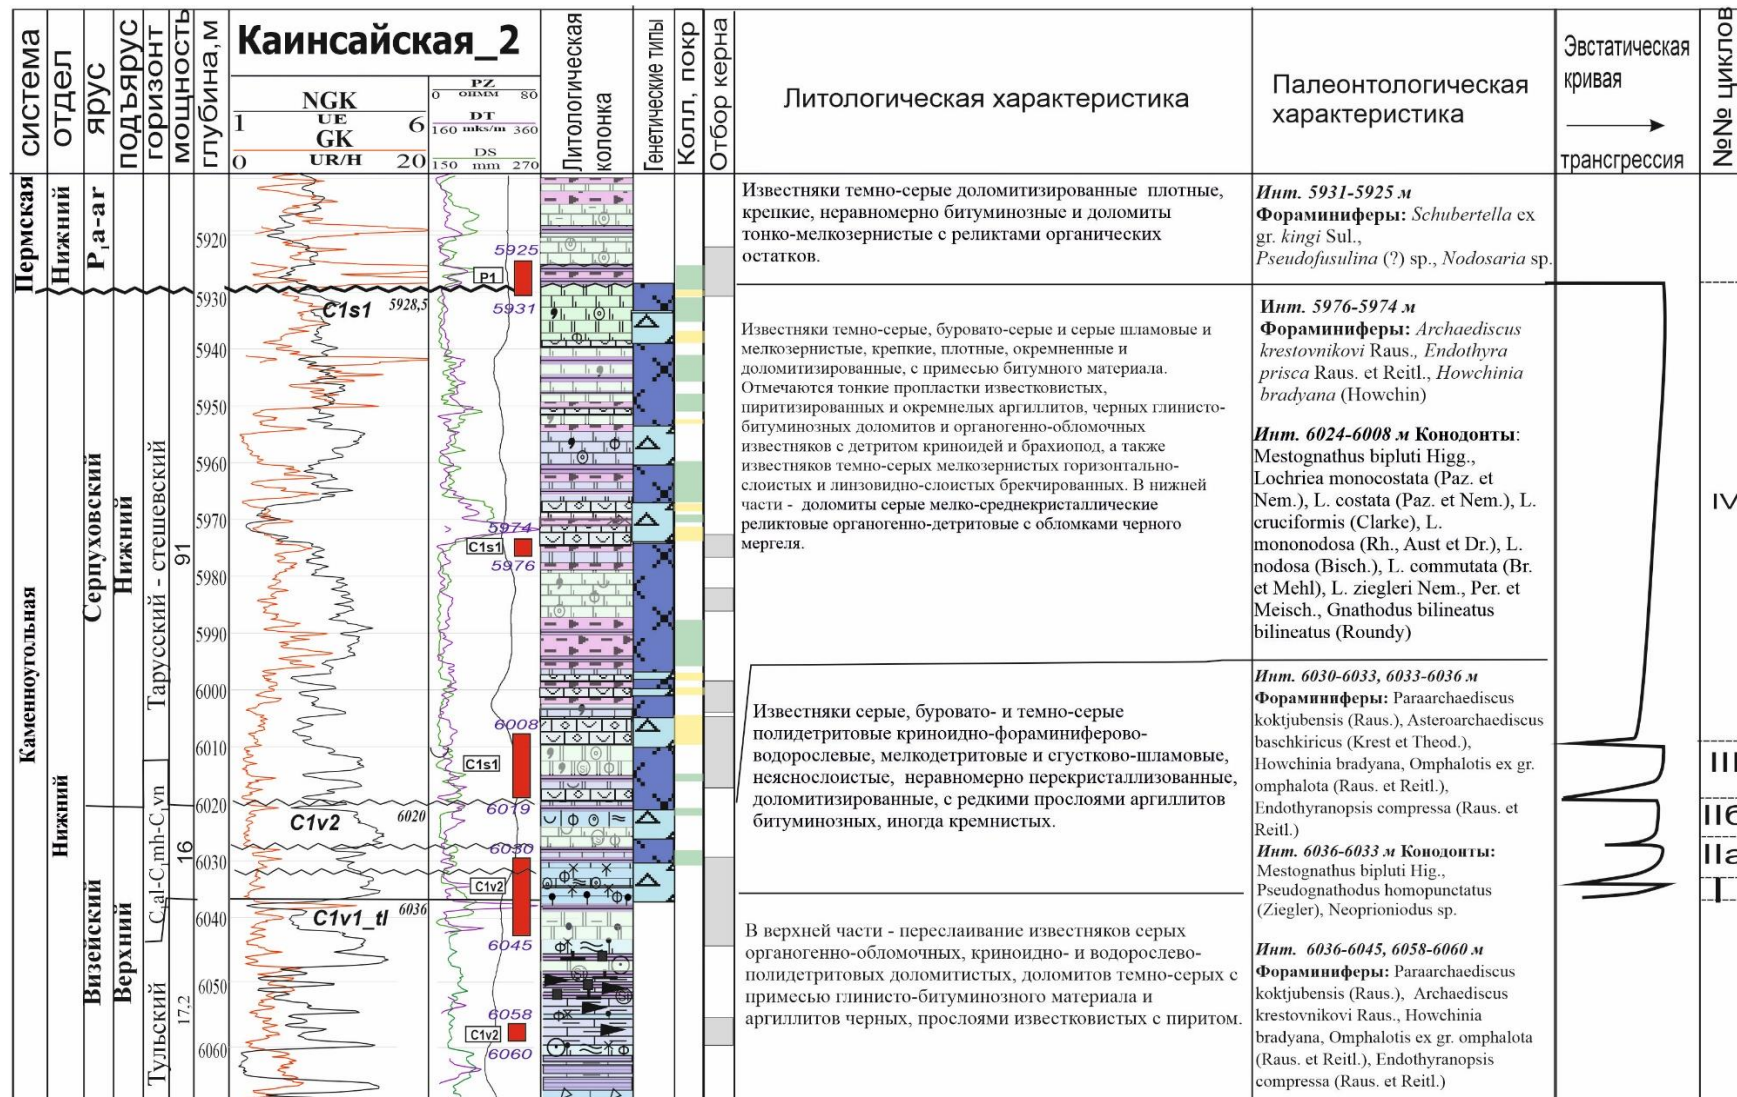 система
отдел
ярус
подъярус
горизонт
мощность
глубина,м
Каинсайская_2
NGK
1 UE 6
GK
0 UR/H 20
PZ
0 OHMM 80
DT
160 mks/m 360
DS
150 mm 270
Литологическая
колонка
Генетические типы
Колл, покр
Отбор керна
Литологическая характеристика
Палеонтологическая
характеристика
Эвстатическая
кривая
трансгрессия
№№ циклов
Пермская
Нижний
P₁a-ar
Каменноугольная
Нижний
Серпуховский
Нижний
Тарусский - стешевский
91
Визейский
Верхний
C₁al-C₁mh-C₁vn
16
Тульский
17,2
5920
5930
5940
5950
5960
5970
5980
5990
6000
6010
6020
6030
6040
6050
6060
C1s1 5928,5
C1v2 6020
C1v1_tl 6036
5925
P1
5931
5974
C1s1
5976
6008
C1s1
6019
6030
C1v2
6045
6058
C1v2
6060
Известняки темно-серые доломитизированные плотные,
крепкие, неравномерно битуминозные и доломиты
тонко-мелкозернистые с реликтами органических
остатков.
Известняки темно-серые, буровато-серые и серые шламовые и
мелкозернистые, крепкие, плотные, окремненные и
доломитизированные, с примесью битумного материала.
Отмечаются тонкие пропластки известковистых,
пиритизированных и окремнелых аргиллитов, черных глинисто-
битуминозных доломитов и органогенно-обломочных
известняков с детритом криноидей и брахиопод, а также
известняков темно-серых мелкозернистых горизонтально-
слоистых и линзовидно-слоистых брекчированных. В нижней
части - доломиты серые мелко-среднекристаллические
реликтовые органогенно-детритовые с обломками черного
мергеля.
Известняки серые, буровато- и темно-серые
полидетритовые криноидно-фораминиферово-
водорослевые, мелкодетритовые и сгустково-шламовые,
неяснослоистые, неравномерно перекристаллизованные,
доломитизированные, с редкими прослоями аргиллитов
битуминозных, иногда кремнистых.
В верхней части - переслаивание известняков серых
органогенно-обломочных, криноидно- и водорослево-
полидетритовых доломитистых, доломитов темно-серых с
примесью глинисто-битуминозного материала и
аргиллитов черных, прослоями известковистых с пиритом.
Инт. 5931-5925 м
Фораминиферы: Schubertella ex
gr. kingi Sul.,
Pseudofusulina (?) sp., Nodosaria sp.
Инт. 5976-5974 м
Фораминиферы: Archaediscus
krestovnikovi Raus., Endothyra
prisca Raus. et Reitl., Howchinia
bradyana (Howchin)
Инт. 6024-6008 м Конодонты:
Mestognathus bipluti Higg.,
Lochriea monocostata (Paz. et
Nem.), L. costata (Paz. et Nem.), L.
cruciformis (Clarke), L.
mononodosa (Rh., Aust et Dr.), L.
nodosa (Bisch.), L. commutata (Br.
et Mehl), L. ziegleri Nem., Per. et
Meisch., Gnathodus bilineatus
bilineatus (Roundy)
Инт. 6030-6033, 6033-6036 м
Фораминиферы: Paraarchaediscus
koktjubensis (Raus.), Asteroarchaediscus
baschkiricus (Krest et Theod.),
Howchinia bradyana, Omphalotis ex gr.
omphalota (Raus. et Reitl.),
Endothyranopsis compressa (Raus. et
Reitl.)
Инт. 6036-6033 м Конодонты:
Mestognathus bipluti Hig.,
Pseudognathodus homopunctatus
(Ziegler), Neoprioniodus sp.
Инт. 6036-6045, 6058-6060 м
Фораминиферы: Paraarchaediscus
koktjubensis (Raus.), Archaediscus
krestovnikovi Raus., Howchinia
bradyana, Omphalotis ex gr. omphalota
(Raus. et Reitl.), Endothyranopsis
compressa (Raus. et Reitl.)
IV
III
IIб
IIа
I